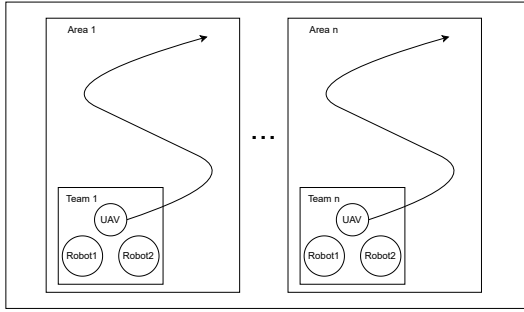 Area 1
Team 1
UAV
Robot1
Robot2
...
Area n
Team n
UAV
Robot1
Robot2